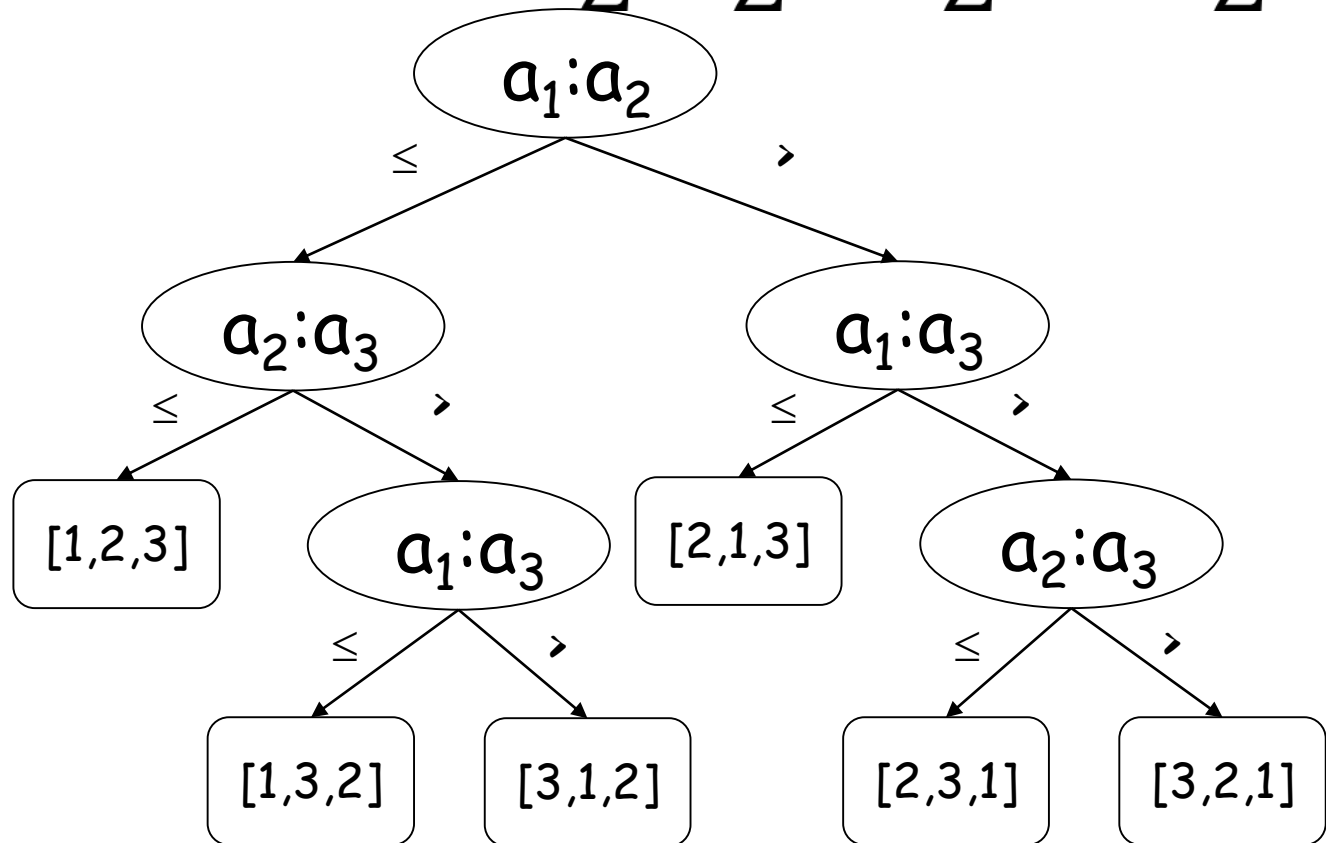 a₁:a₂
≤ >
a₂:a₃ a₁:a₃
≤ > ≤ >
[1,2,3] a₁:a₃ [2,1,3] a₂:a₃
≤ > ≤ >
[1,3,2] [3,1,2] [2,3,1] [3,2,1]